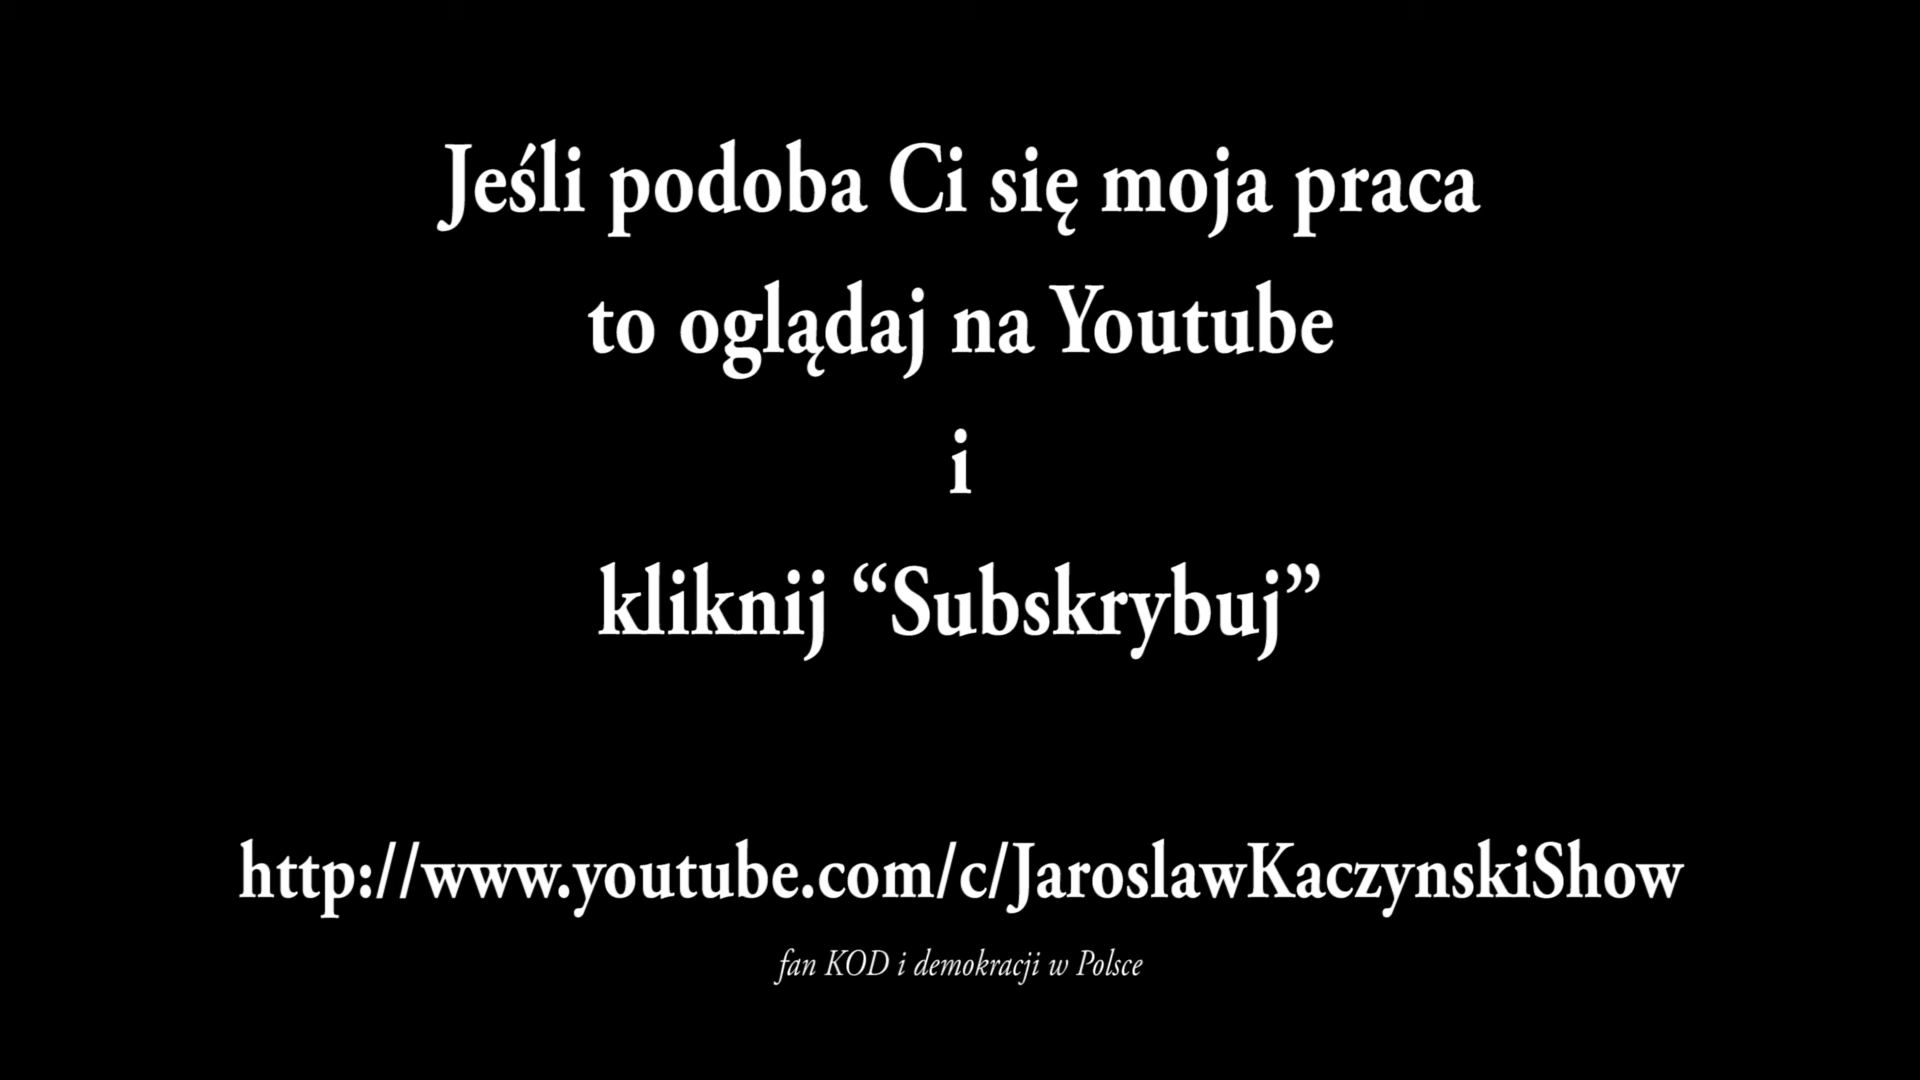 Jeśli podoba Ci się moja praca
to oglądaj na Youtube
i
kliknij “Subskrybuj”
http://www.youtube.com/c/JaroslawKaczynskiShow
fan KOD i demokracji w Polsce